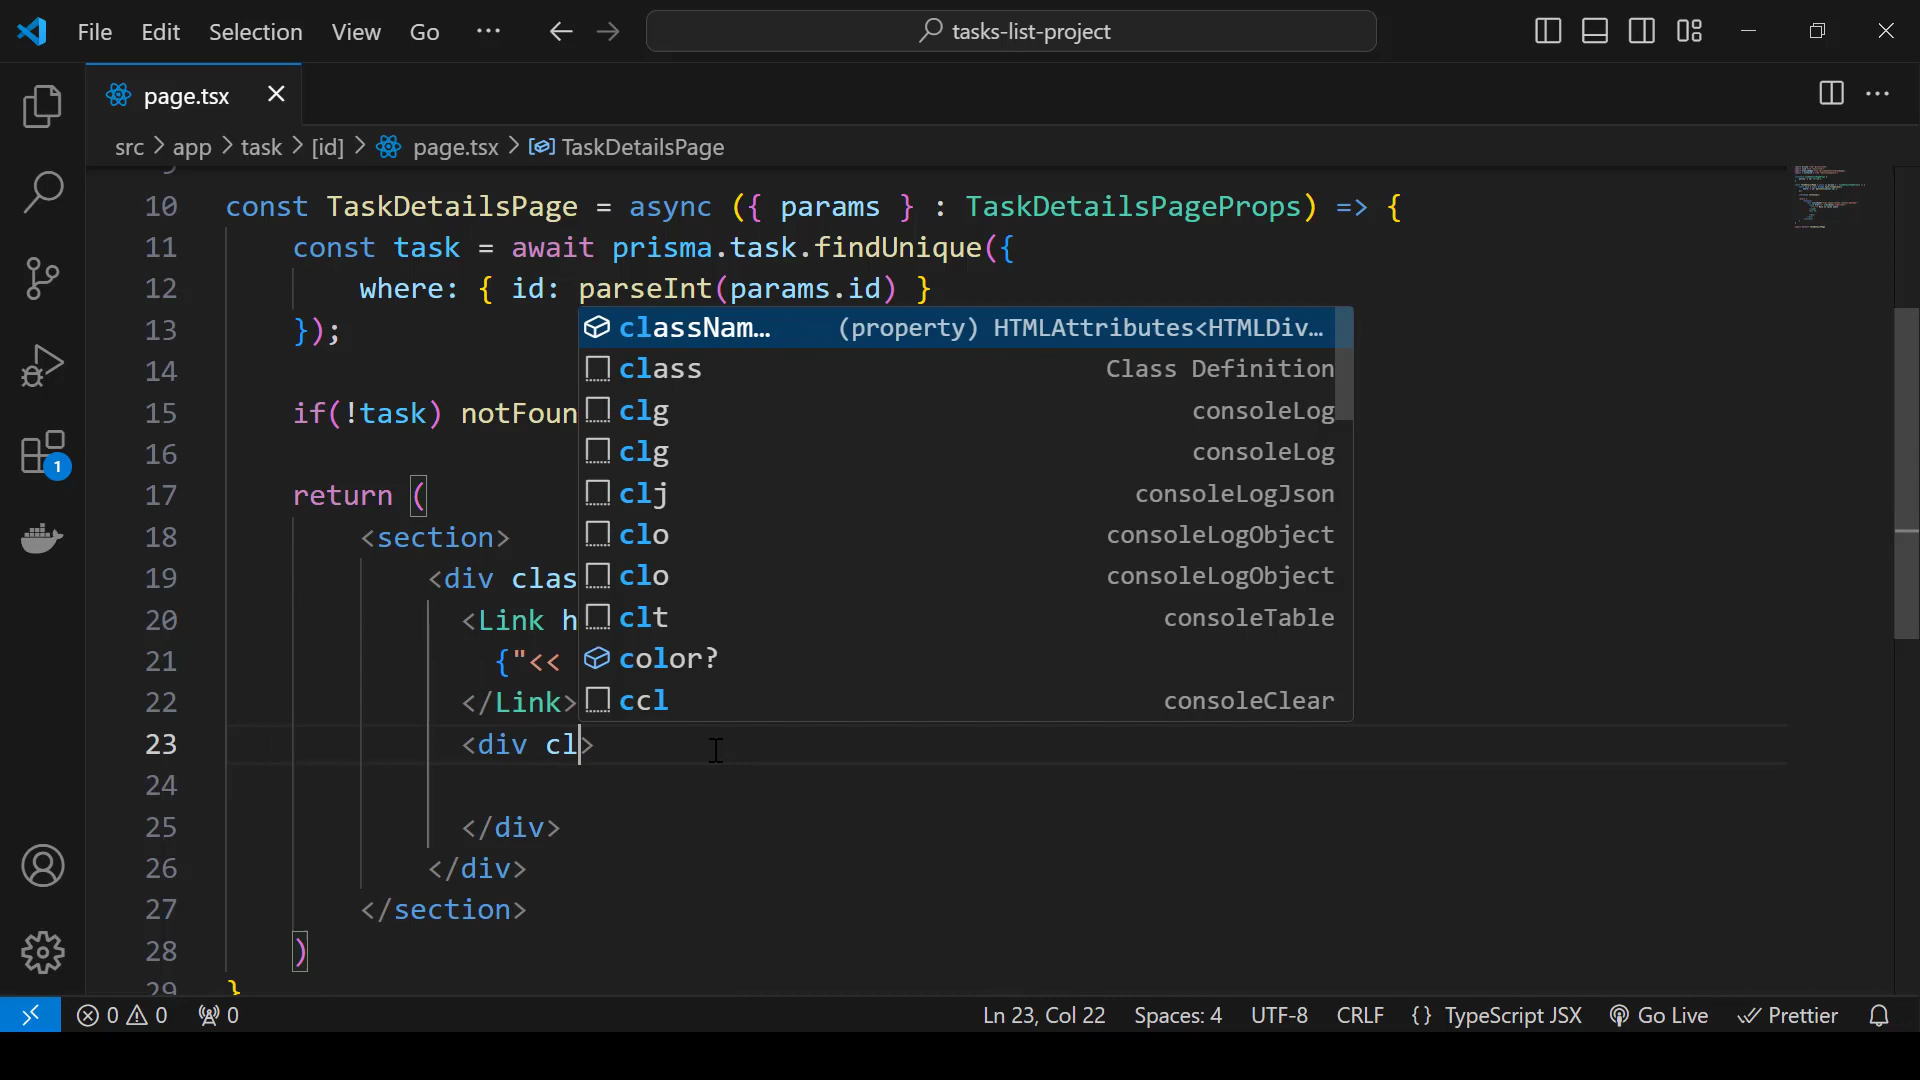 File Edit Selection View Go ··· tasks-list-project
page.tsx
src > app > task > [id] > page.tsx > TaskDetailsPage
10 const TaskDetailsPage = async ({ params } : TaskDetailsPageProps) => {
11 const task = await prisma.task.findUnique({
12 where: { id: parseInt(params.id) }
13 });
classNam… (property) HTMLAttributes<HTMLDiv…
14
class Class Definition
15 if(!task) notFoun
clg consoleLog
16
clg consoleLog
17 return (
clj consoleLogJson
18 <section>
clo consoleLogObject
19 <div clas
clo consoleLogObject
20 <Link h
clt consoleTable
21 {"<<
color?
22 </Link>
ccl consoleClear
23 <div cl>
24
25 </div>
26 </div>
27 </section>
28 )
29 }
1
0 0 0 Ln 23, Col 22 Spaces: 4 UTF-8 CRLF {} TypeScript JSX Go Live Prettier